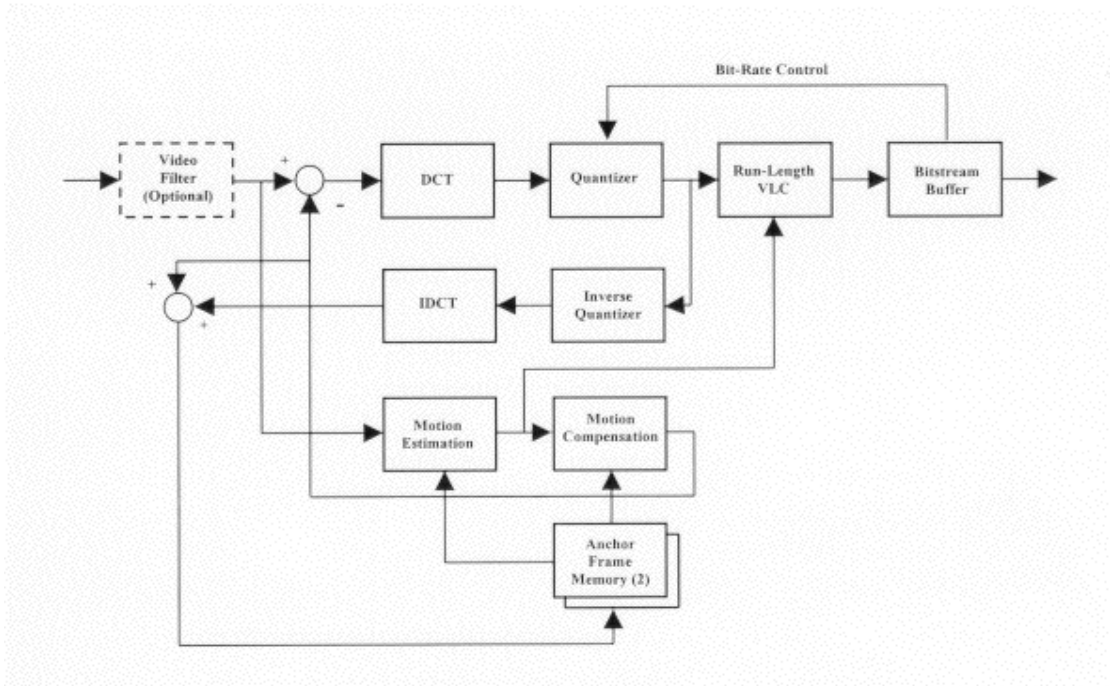 Bit-Rate Control
Video
Filter
(Optional)
+
-
DCT
Quantizer
Run-Length
VLC
Bitstream
Buffer
+
+
IDCT
Inverse
Quantizer
Motion
Estimation
Motion
Compensation
Anchor
Frame
Memory (2)